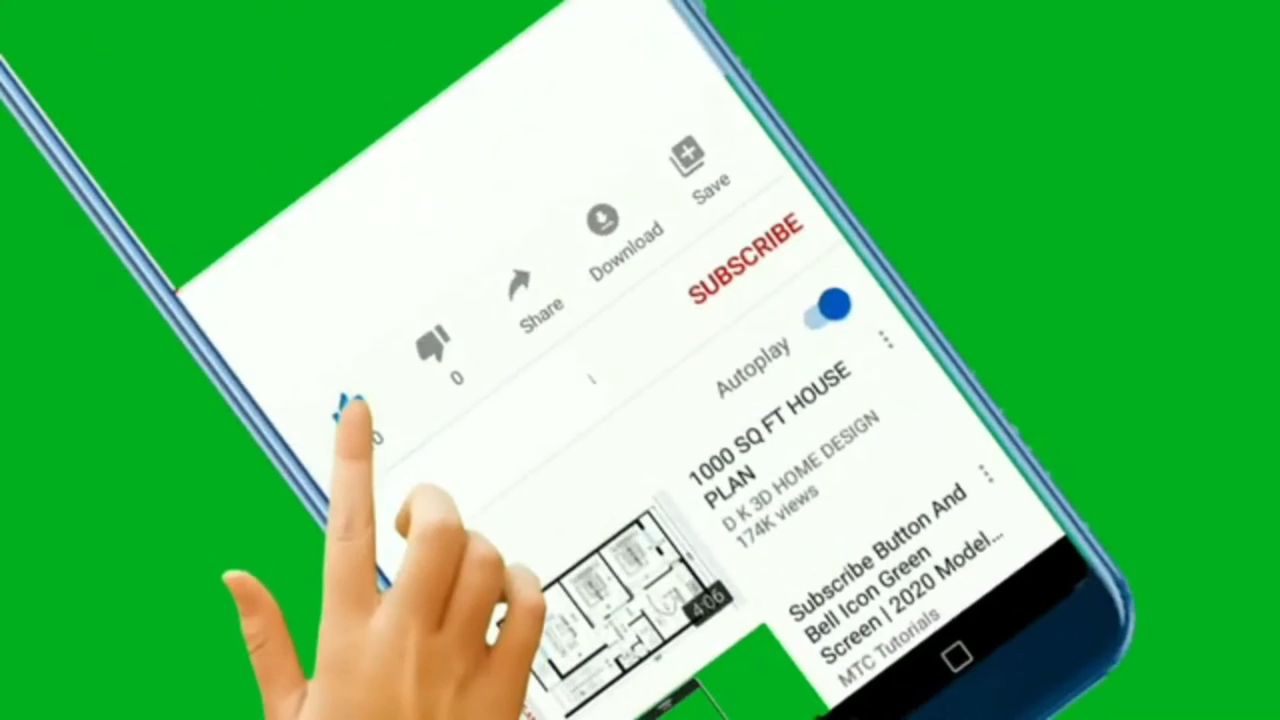 0
0
Share
Download
Save
SUBSCRIBE
Autoplay
1000 SQ FT HOUSE
PLAN
D K 3D HOME DESIGN
174K views
4:06
Subscribe Button And
Bell Icon Green
Screen | 2020 Model...
MTC Tutorials